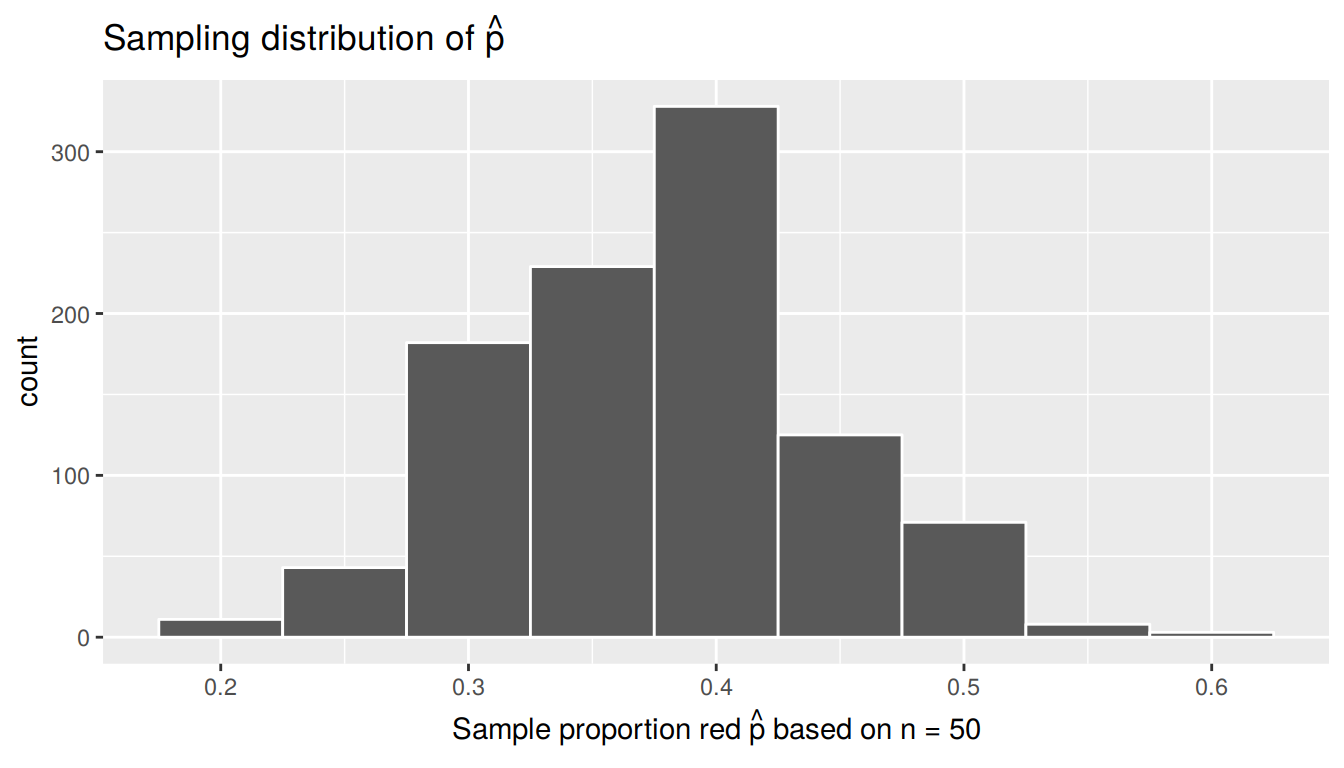 Sampling distribution of p̂
300
200
100
0
count
0.2 0.3 0.4 0.5 0.6
Sample proportion red p̂ based on n = 50